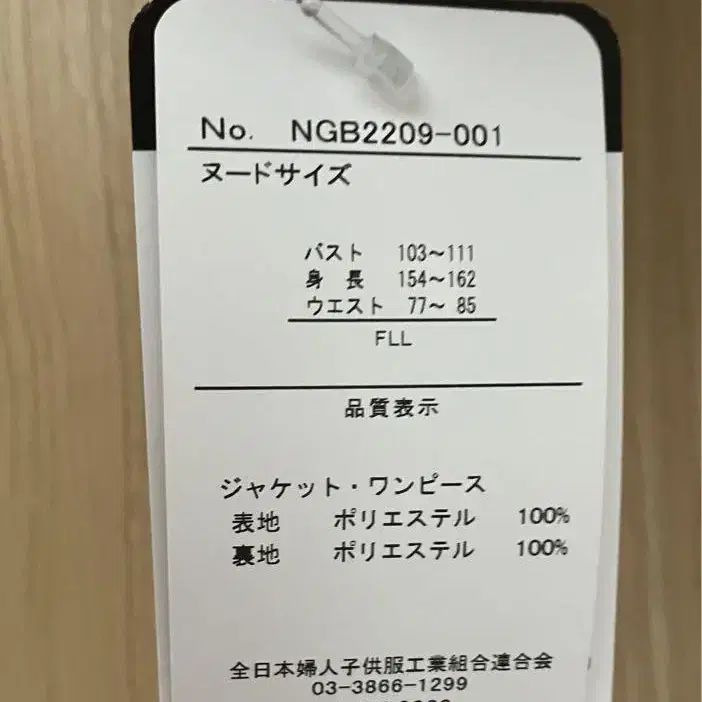 No. NGB2209-001
ヌードサイズ
バスト 103〜111
身長 154〜162
ウエスト 77〜 85
FLL
品質表示
ジャケット・ワンピース
表地 ポリエステル 100%
裏地 ポリエステル 100%
全日本婦人子供服工業組合連合会
03-3866-1299